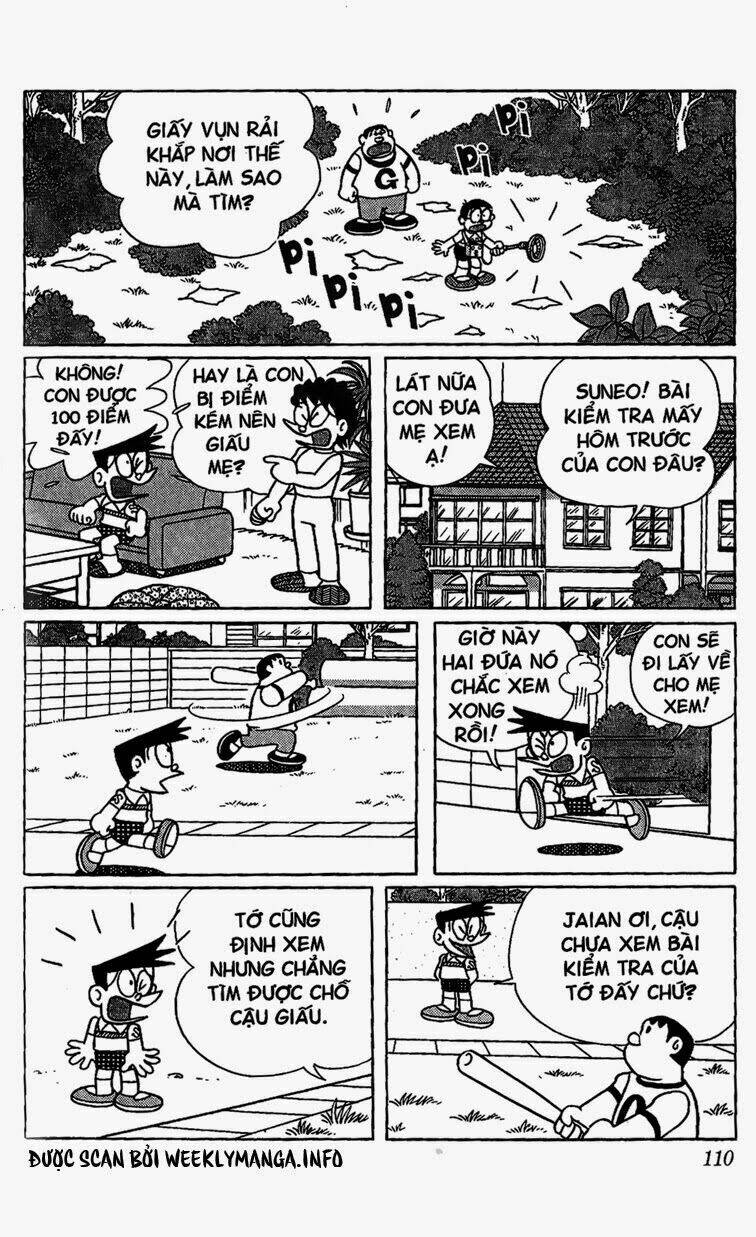 pi
pi
GIẤY VỤN RẢI
KHẮP NƠI THẾ
NÀY, LÀM SAO
MÀ TÌM?
G
pi
pi
pi
SUNEO! BÀI
KIỂM TRA MẤY
HÔM TRƯỚC
CỦA CON ĐÂU?
LÁT NỮA
CON ĐƯA
MẸ XEM
Ạ!
HAY LÀ CON
BỊ ĐIỂM
KÉM NÊN
GIẤU
MẸ?
KHÔNG!
CON ĐƯỢC
100 ĐIỂM
ĐẤY!
CON SẼ
ĐI LẤY VỀ
CHO MẸ
XEM!
GIỜ NÀY
HAI ĐỨA NÓ
CHẮC XEM
XONG
RỒI!
JAIAN ƠI, CẬU
CHƯA XEM BÀI
KIỂM TRA CỦA
TỚ ĐẤY CHỨ?
TỚ CŨNG
ĐỊNH XEM
NHƯNG CHẲNG
TÌM ĐƯỢC CHỖ
CẬU GIẤU.
ĐƯỢC SCAN BỞI WEEKLYMANGA.INFO
110